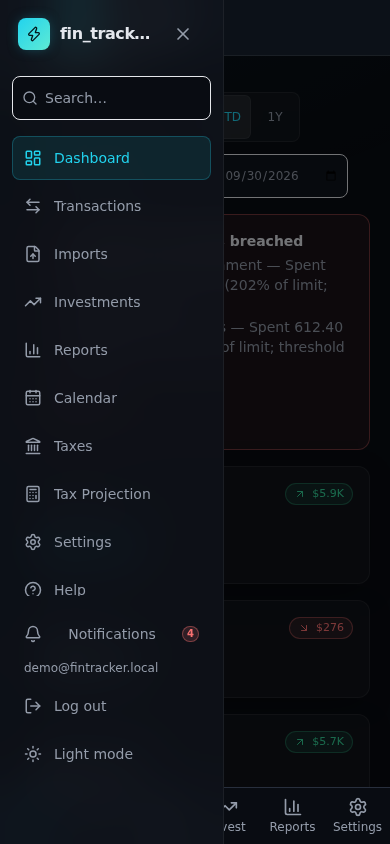 fin_track…
Search…
Dashboard
Transactions
Imports
Investments
Reports
Calendar
Taxes
Tax Projection
Settings
Help
Notifications 4
demo@fintracker.local
Log out
Light mode
TD 1Y
09/30/2026
breached
ment — Spent
(202% of limit;
— Spent 612.40
of limit; threshold
$5.9K
$276
$5.7K
vest Reports Settings